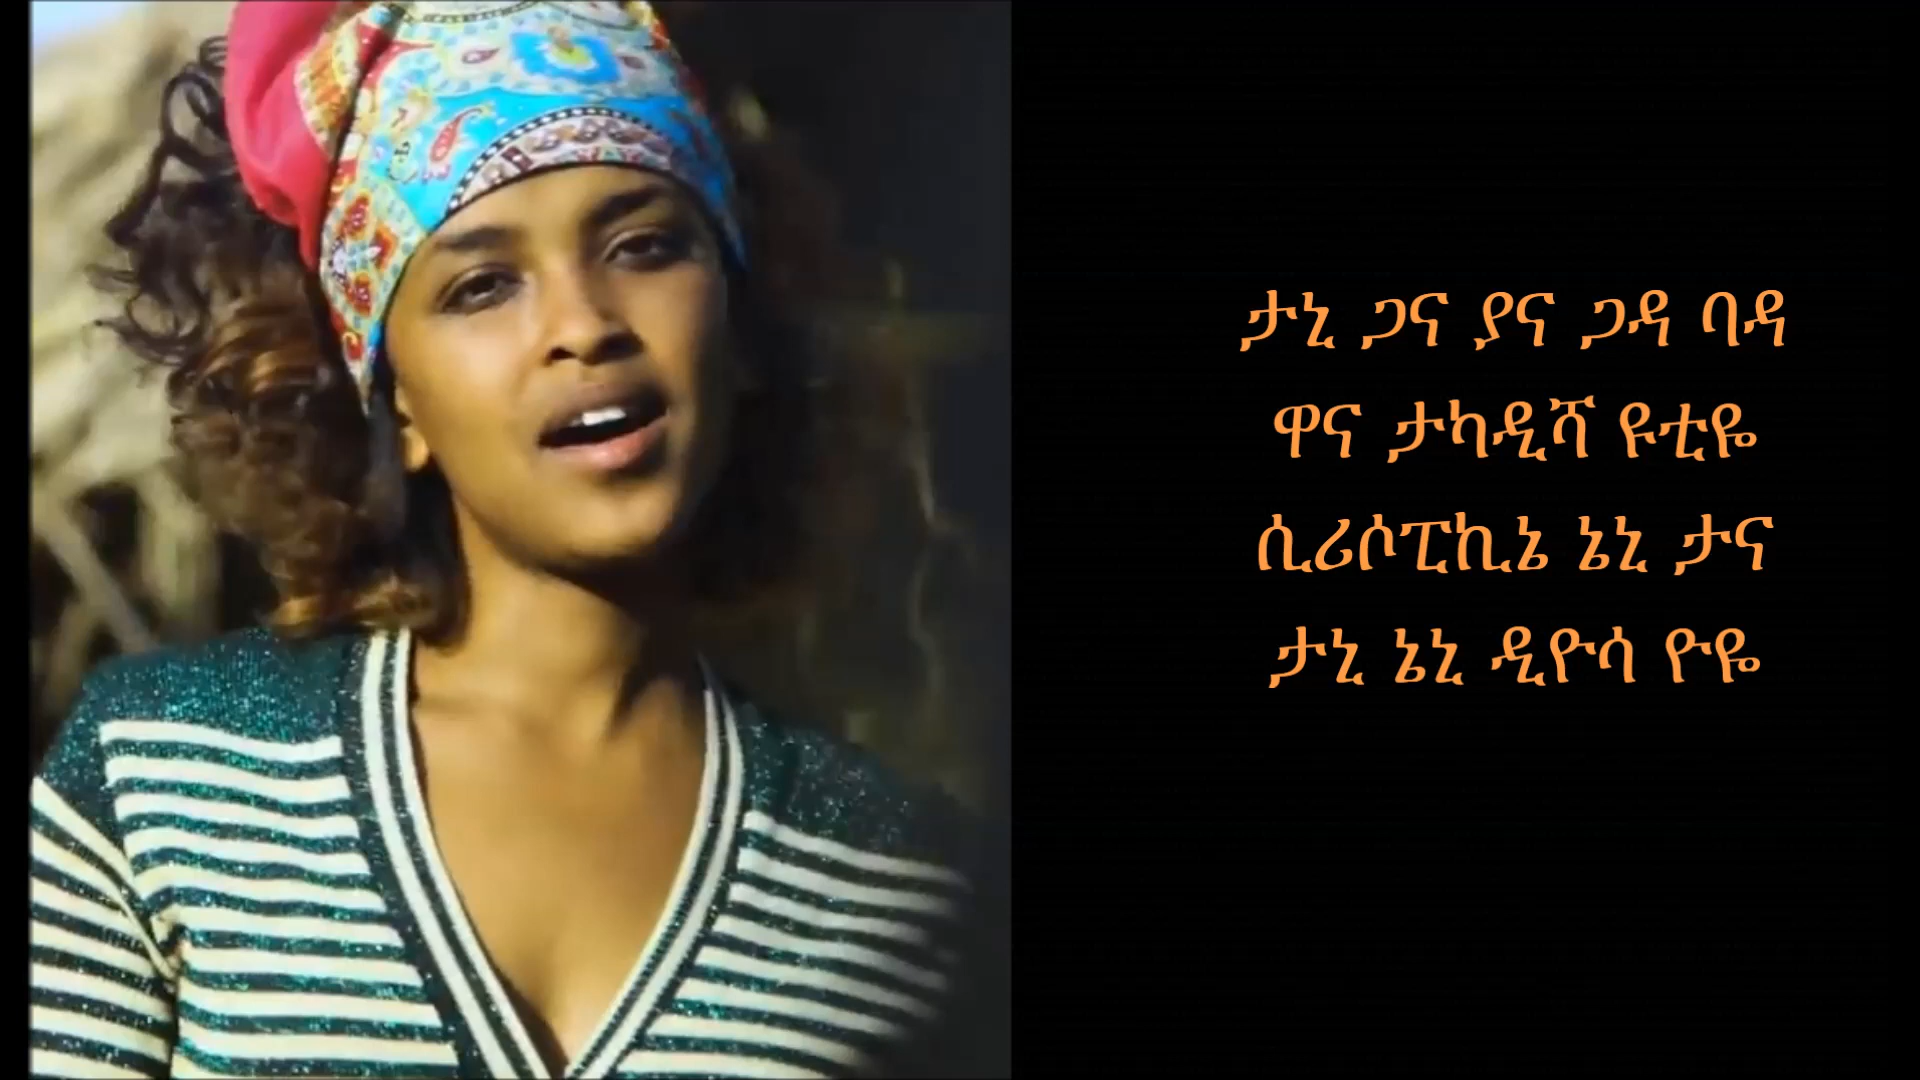 ታኒ ጋና ያና ጋዳ ባዳ
ዋና ታካዲሻ ዩቲዬ
ሲሪሶፒኪኔ ኔኒ ታና
ታኒ ኔኒ ዲዮሳ ዮዬ